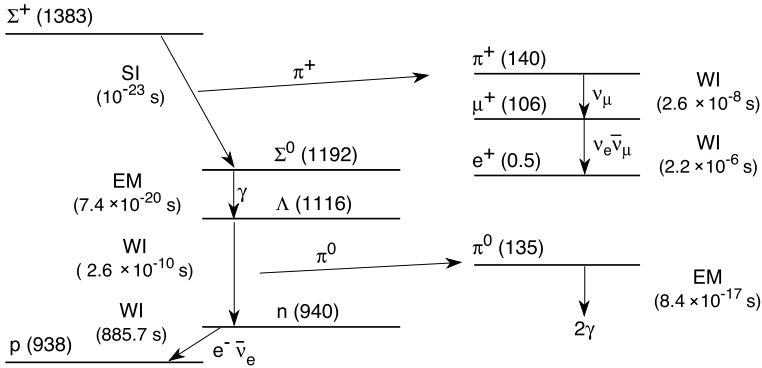 Σ⁺ (1383)
SI
(10⁻²³ s)
π⁺
π⁺ (140)
WI
(2.6 ×10⁻⁸ s)
ν_μ
μ⁺ (106)
WI
(2.2 ×10⁻⁶ s)
ν_e ν̅_μ
e⁺ (0.5)
Σ⁰ (1192)
EM
(7.4 ×10⁻²⁰ s)
γ
Λ (1116)
WI
( 2.6 ×10⁻¹⁰ s)
π⁰
π⁰ (135)
EM
(8.4 ×10⁻¹⁷ s)
2γ
WI
(885.7 s)
n (940)
p (938)
e⁻ ν̅_e